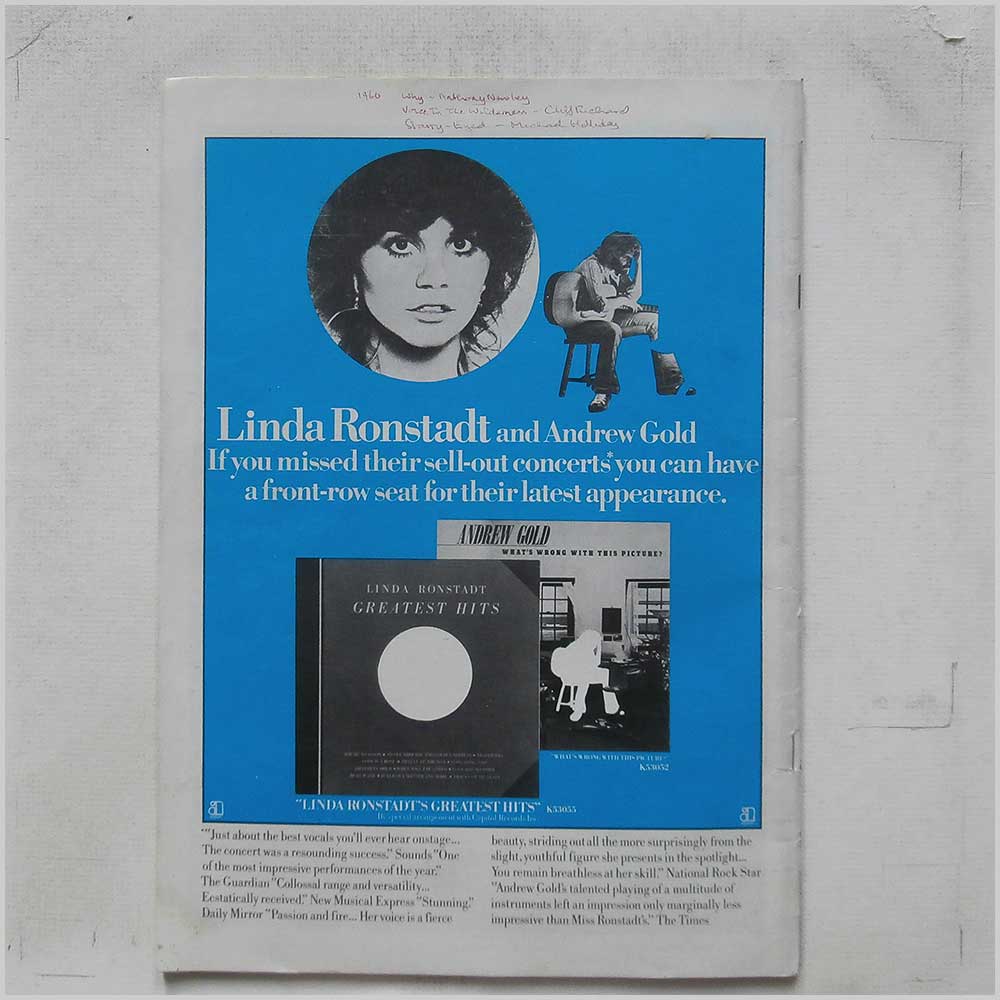 1960 Why - Anthony Newley
Voice In The Wilderness - Cliff Richard
Starry-Eyed - Michael Holliday
Linda Ronstadt and Andrew Gold
If you missed their sell-out concerts* you can have
a front-row seat for their latest appearance.
ANDREW GOLD
WHAT'S WRONG WITH THIS PICTURE?
LINDA RONSTADT
GREATEST HITS
"WHAT'S WRONG WITH THIS PICTURE"
K53052
"LINDA RONSTADT'S GREATEST HITS" K53055
By special arrangement with Capitol Records Inc.
*"Just about the best vocals you'll ever hear onstage...
The concert was a resounding success." Sounds "One
of the most impressive performances of the year."
The Guardian "Collossal range and versatility...
Ecstatically received." New Musical Express "Stunning."
Daily Mirror "Passion and fire... Her voice is a fierce
beauty, striding out all the more surprisingly from the
slight, youthful figure she presents in the spotlight...
You remain breathless at her skill." National Rock Star
"Andrew Gold's talented playing of a multitude of
instruments left an impression only marginally less
impressive than Miss Ronstadt's." The Times